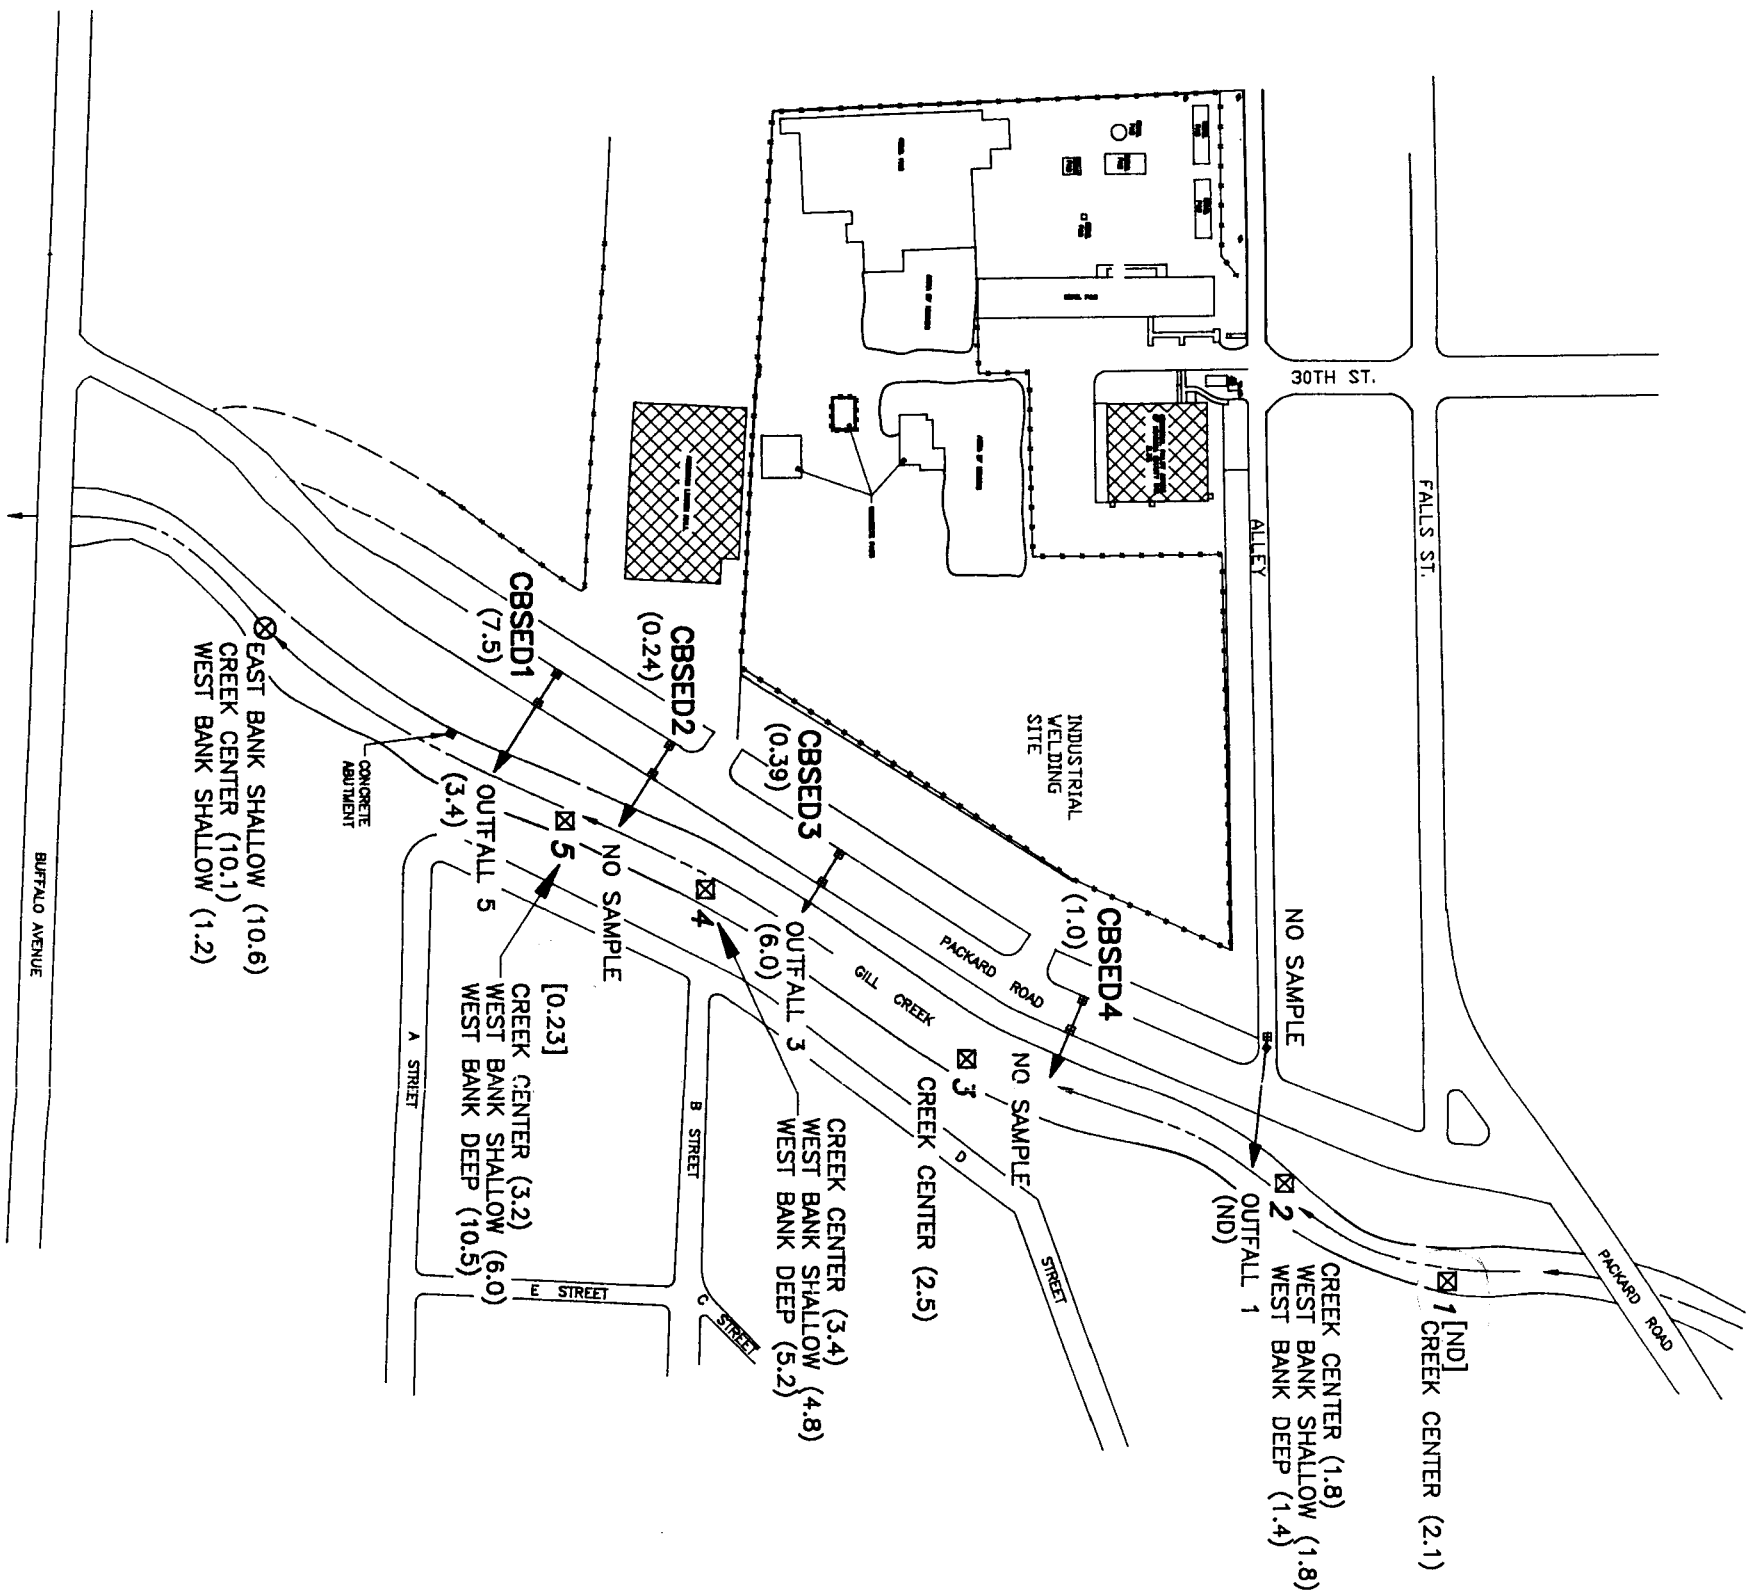 30TH ST.
FALLS ST.
ALLEY
NO SAMPLE
PACKARD ROAD
1 [ND]
CREEK CENTER (2.1)
2
CREEK CENTER (1.8)
WEST BANK SHALLOW (1.8)
WEST BANK DEEP (1.4)
OUTFALL 1
(ND)
CBSED4
(1.0)
NO SAMPLE
INDUSTRIAL
WELDING
SITE
PACKARD ROAD
GILL CREEK
3
CREEK CENTER (2.5)
D STREET
CBSED3
(0.39)
OUTFALL 3
(6.0)
4
CREEK CENTER (3.4)
WEST BANK SHALLOW (4.8)
WEST BANK DEEP (5.2)
CBSED2
(0.24)
NO SAMPLE
5
[0.23]
CREEK CENTER (3.2)
WEST BANK SHALLOW (6.0)
WEST BANK DEEP (10.5)
CBSED1
(7.5)
OUTFALL 5
(3.4)
CONCRETE
ABUTMENT
EAST BANK SHALLOW (10.6)
CREEK CENTER (10.1)
WEST BANK SHALLOW (1.2)
B STREET
C STREET
E STREET
A STREET
BUFFALO AVENUE